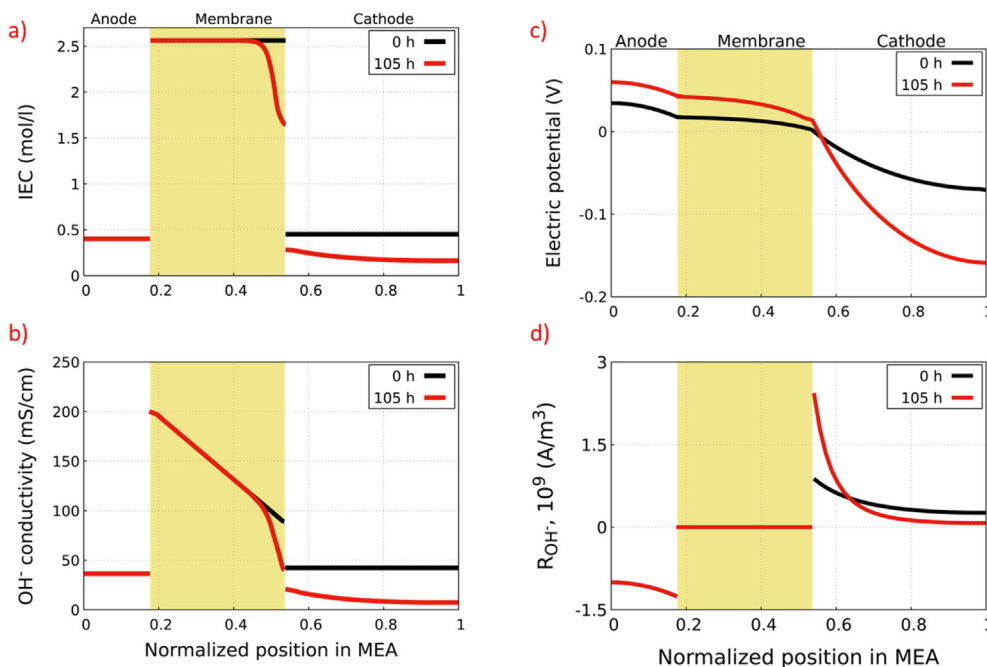 a)
Anode Membrane Cathode
0 h
105 h
IEC (mol/l)
2.5
2
1.5
1
0.5
0
0 0.2 0.4 0.6 0.8 1
b)
0 h
105 h
OH⁻ conductivity (mS/cm)
250
200
150
100
50
0
0 0.2 0.4 0.6 0.8 1
Normalized position in MEA
c)
Anode Membrane Cathode
0 h
105 h
Electric potential (V)
0.1
0
-0.1
-0.2
0 0.2 0.4 0.6 0.8 1
d)
0 h
105 h
R_OH⁻, 10⁹ (A/m³)
3
1.5
0
-1.5
0 0.2 0.4 0.6 0.8 1
Normalized position in MEA